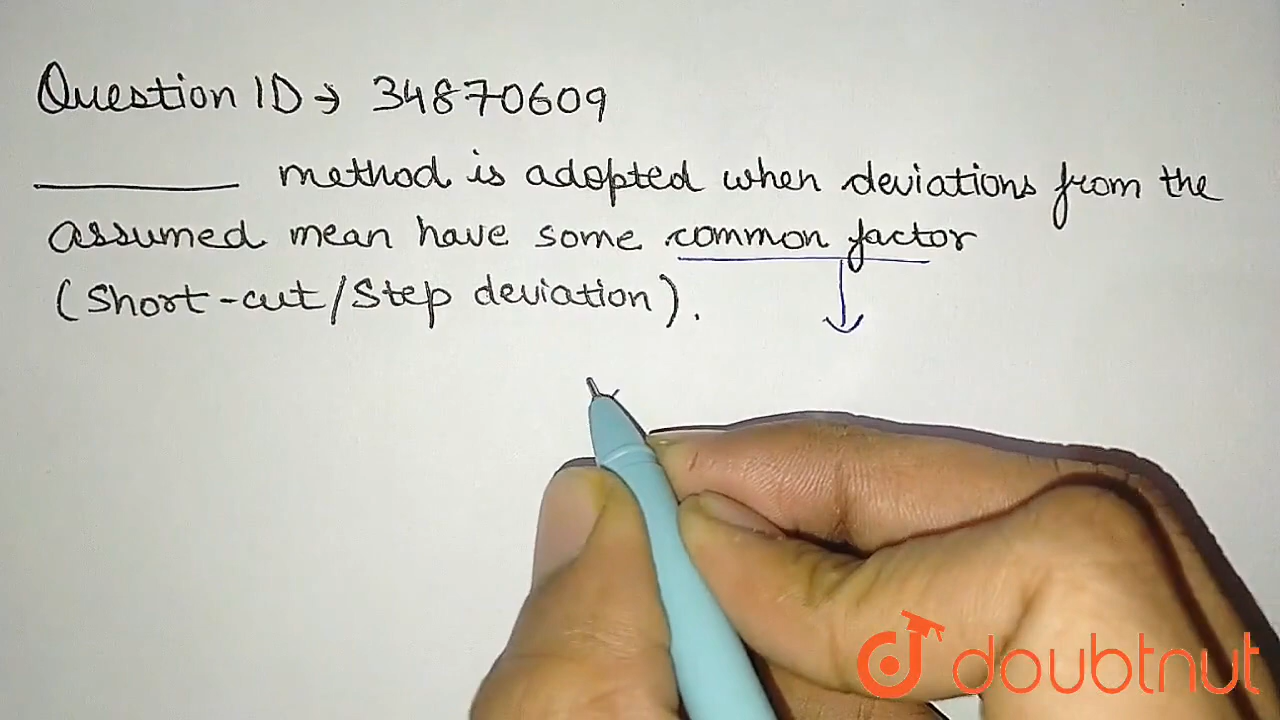 Question ID → 34870609
________ method is adopted when deviations from the
assumed mean have some common factor
(Short-cut/Step deviation).
doubtnut